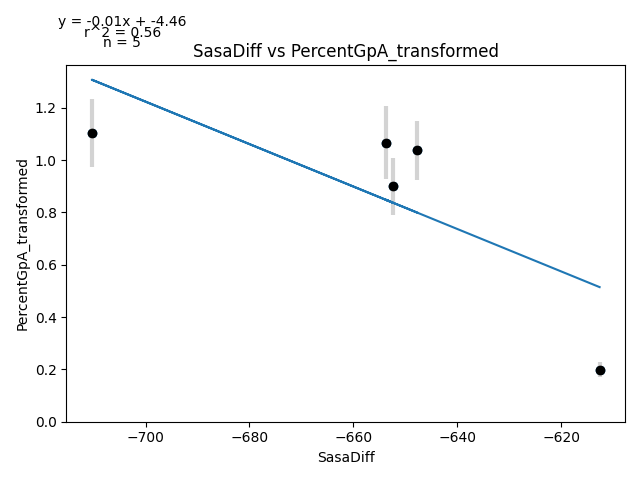 y = -0.01x + -4.46
r^2 = 0.56
n = 5
SasaDiff vs PercentGpA_transformed
PercentGpA_transformed
1.2
1.0
0.8
0.6
0.4
0.2
0.0
−700
−680
−660
−640
−620
SasaDiff